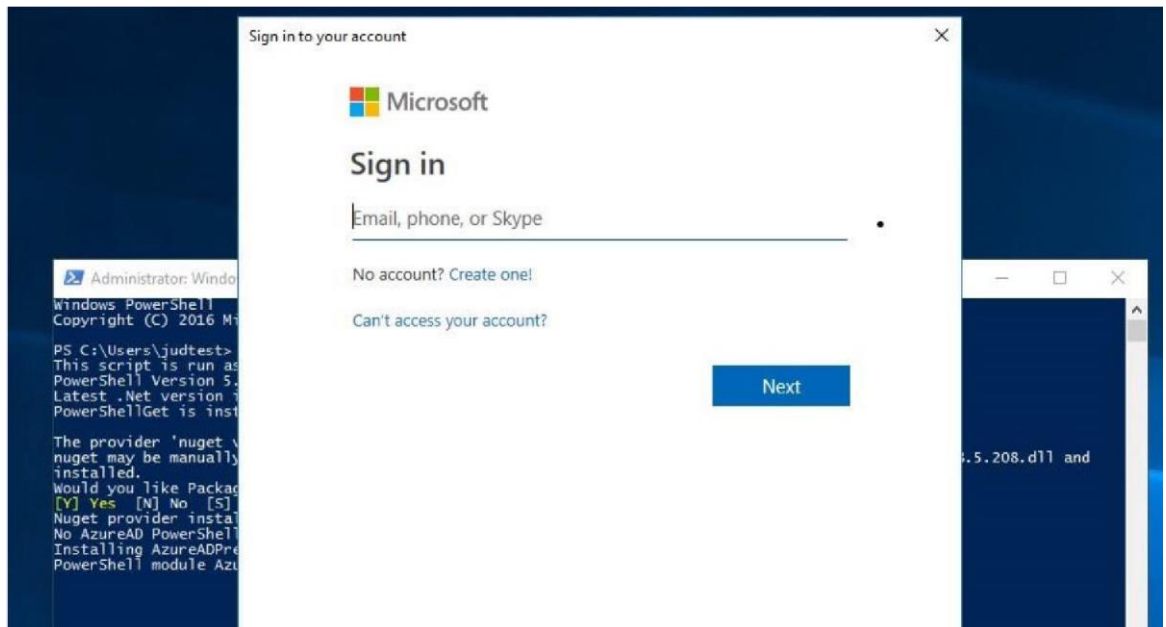 Sign in to your account
Microsoft
Sign in
Email, phone, or Skype
No account? Create one!
Can't access your account?
Next
Administrator:
Windows PowerShell
Copyright (C) 2016
PS C:\Users\judtest>
This script is run as
PowerShell Version 5.
Latest .Net version
PowerShellGet is inst
The provider 'nuget
nuget may be manually .5.208.dll and
installed.
Would you like Packag
[Y] Yes [N] No [S]
Nuget provider instal
No AzureAD PowerShell
Installing AzureADPre
PowerShell module Azu